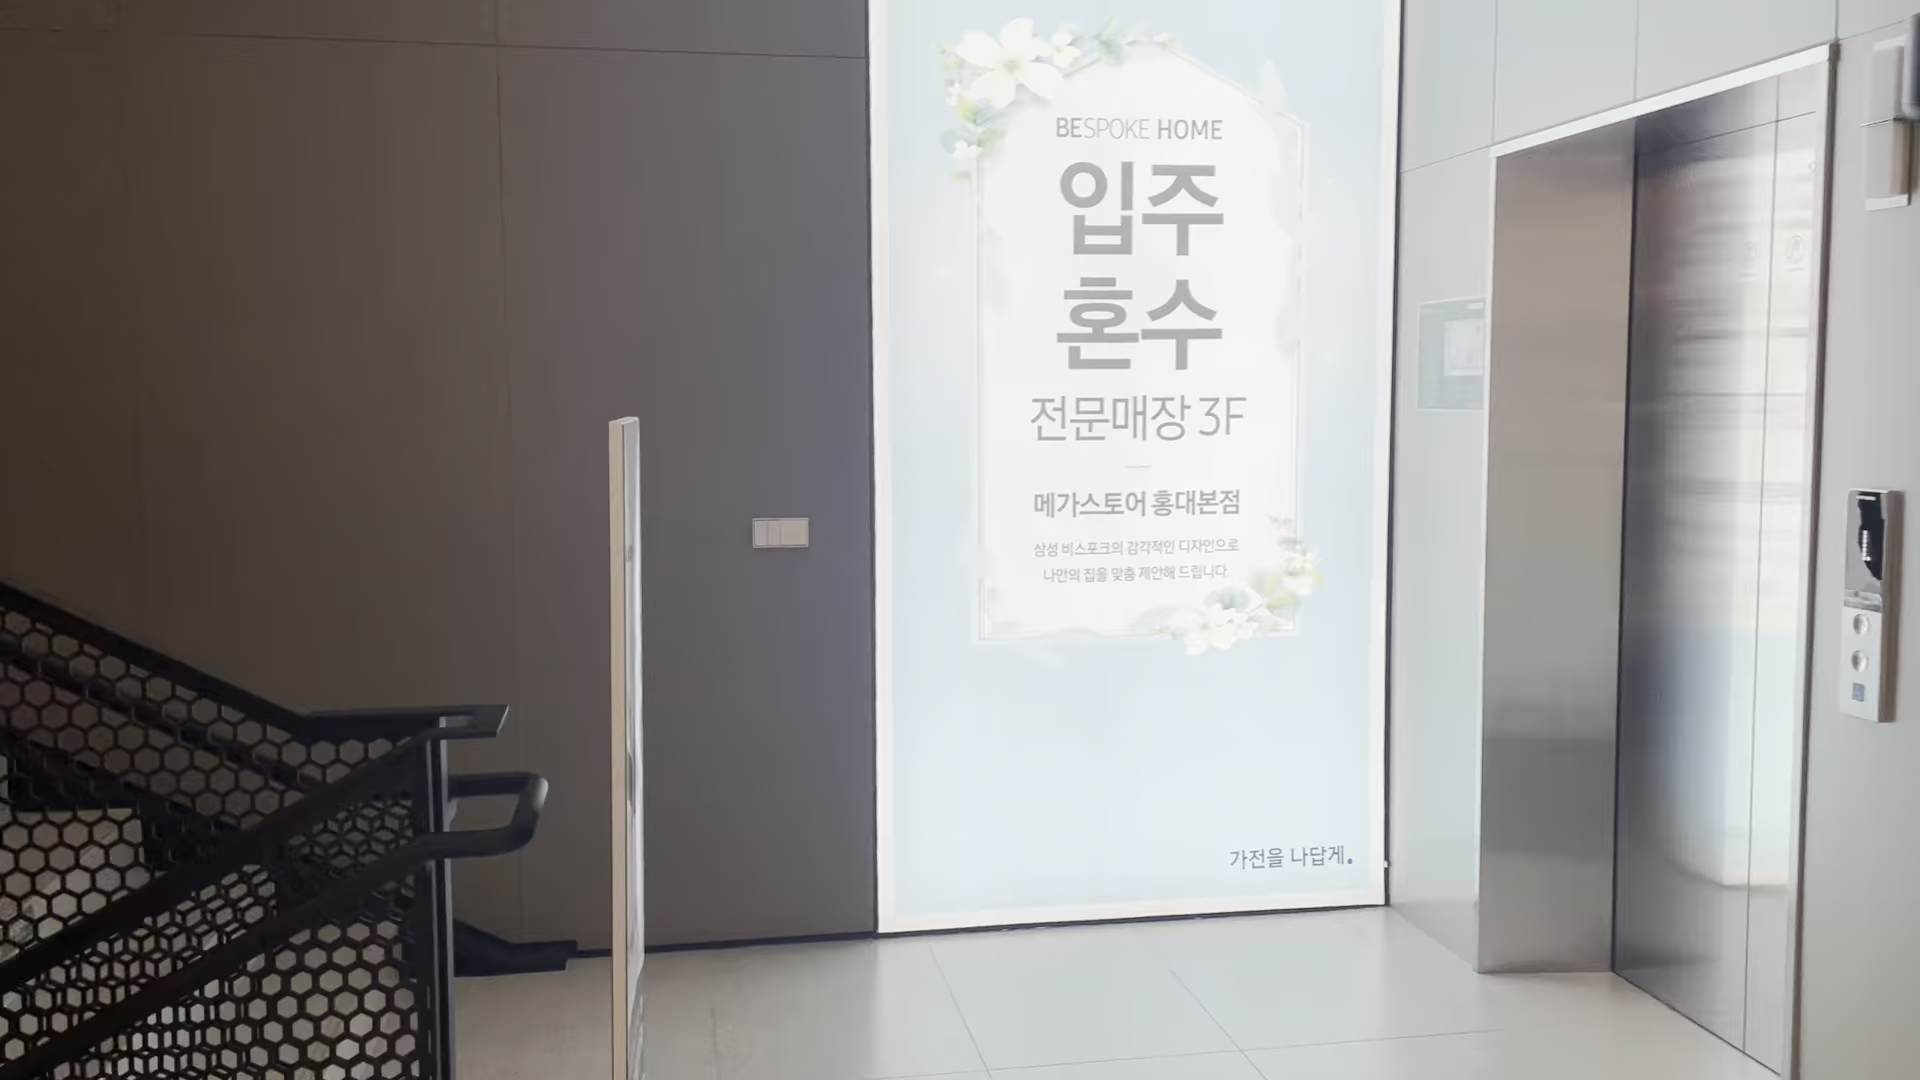 BESPOKE HOME
입주
혼수
전문매장 3F
메가스토어 홍대본점
삼성 비스포크의 감각적인 디자인으로
나만의 집을 맞춤 제안해 드립니다.
가전을 나답게.